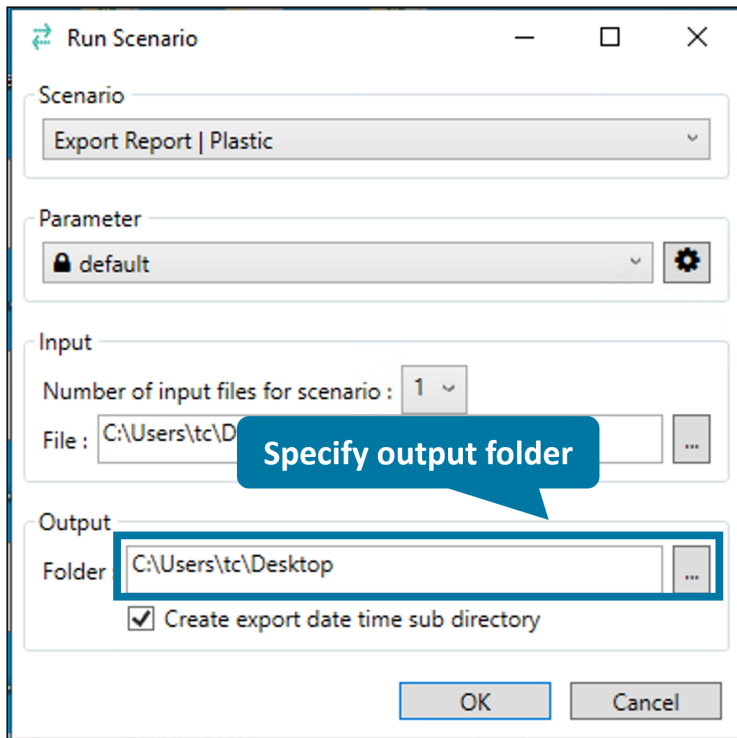 Run Scenario
Scenario
Export Report | Plastic
Parameter
default
Input
Number of input files for scenario : 1
File : C:\Users\tc\D
...
Specify output folder
Output
Folder : C:\Users\tc\Desktop
...
Create export date time sub directory
OK Cancel